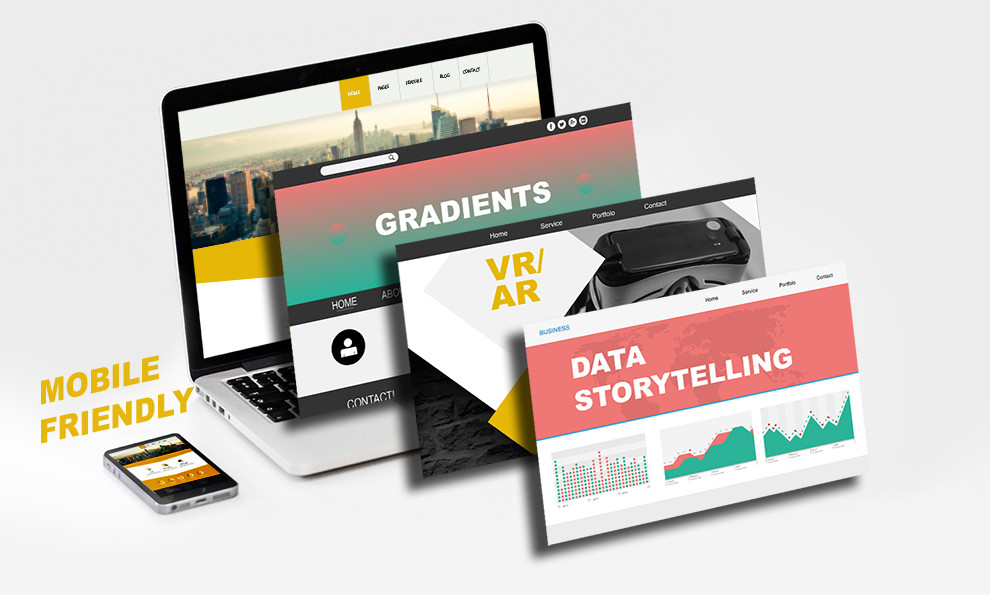 HOME PAGES FEATURE BLOG CONTACT
GRADIENTS
HOME ABO
CONTACT!
Home Service Portfolio Contact
VR/
AR
BUSINESS
Home Service Portfolio Contact
DATA
STORYTELLING
MOBILE
FRIENDLY